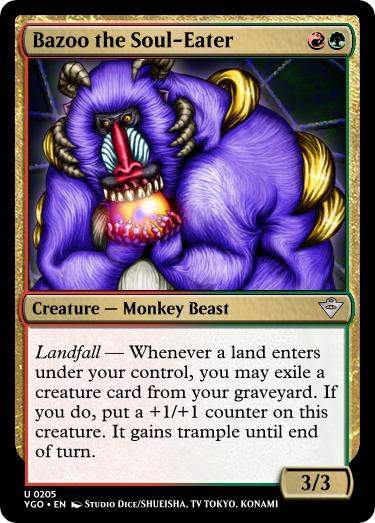 Bazoo the Soul-Eater
Creature — Monkey Beast
Landfall — Whenever a land enters
under your control, you may exile a
creature card from your graveyard. If
you do, put a +1/+1 counter on this
creature. It gains trample until end
of turn.
3/3
U 0205
YGO • EN Studio Dice/SHUEISHA, TV TOKYO, KONAMI